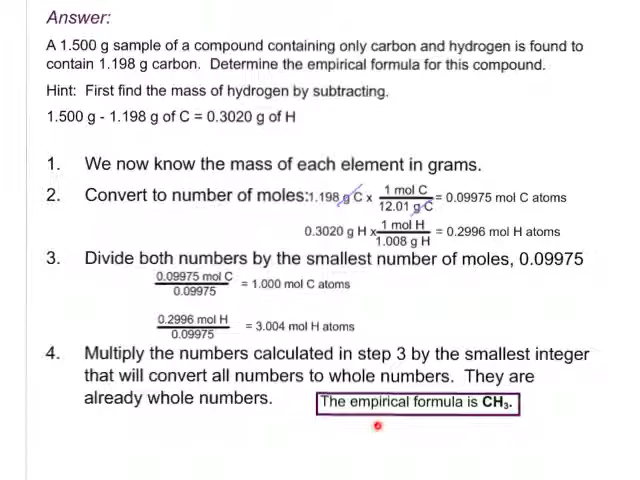 Answer:
A 1.500 g sample of a compound containing only carbon and hydrogen is found to
contain 1.198 g carbon. Determine the empirical formula for this compound.
Hint: First find the mass of hydrogen by subtracting.
1.500 g - 1.198 g of C = 0.3020 g of H
1. We now know the mass of each element in grams.
2. Convert to number of moles: 1.198 g C x 1 mol C / 12.01 g C = 0.09975 mol C atoms
0.3020 g H x 1 mol H / 1.008 g H = 0.2996 mol H atoms
3. Divide both numbers by the smallest number of moles, 0.09975
0.09975 mol C / 0.09975 = 1.000 mol C atoms
0.2996 mol H / 0.09975 = 3.004 mol H atoms
4. Multiply the numbers calculated in step 3 by the smallest integer
that will convert all numbers to whole numbers. They are
already whole numbers. The empirical formula is CH₃.